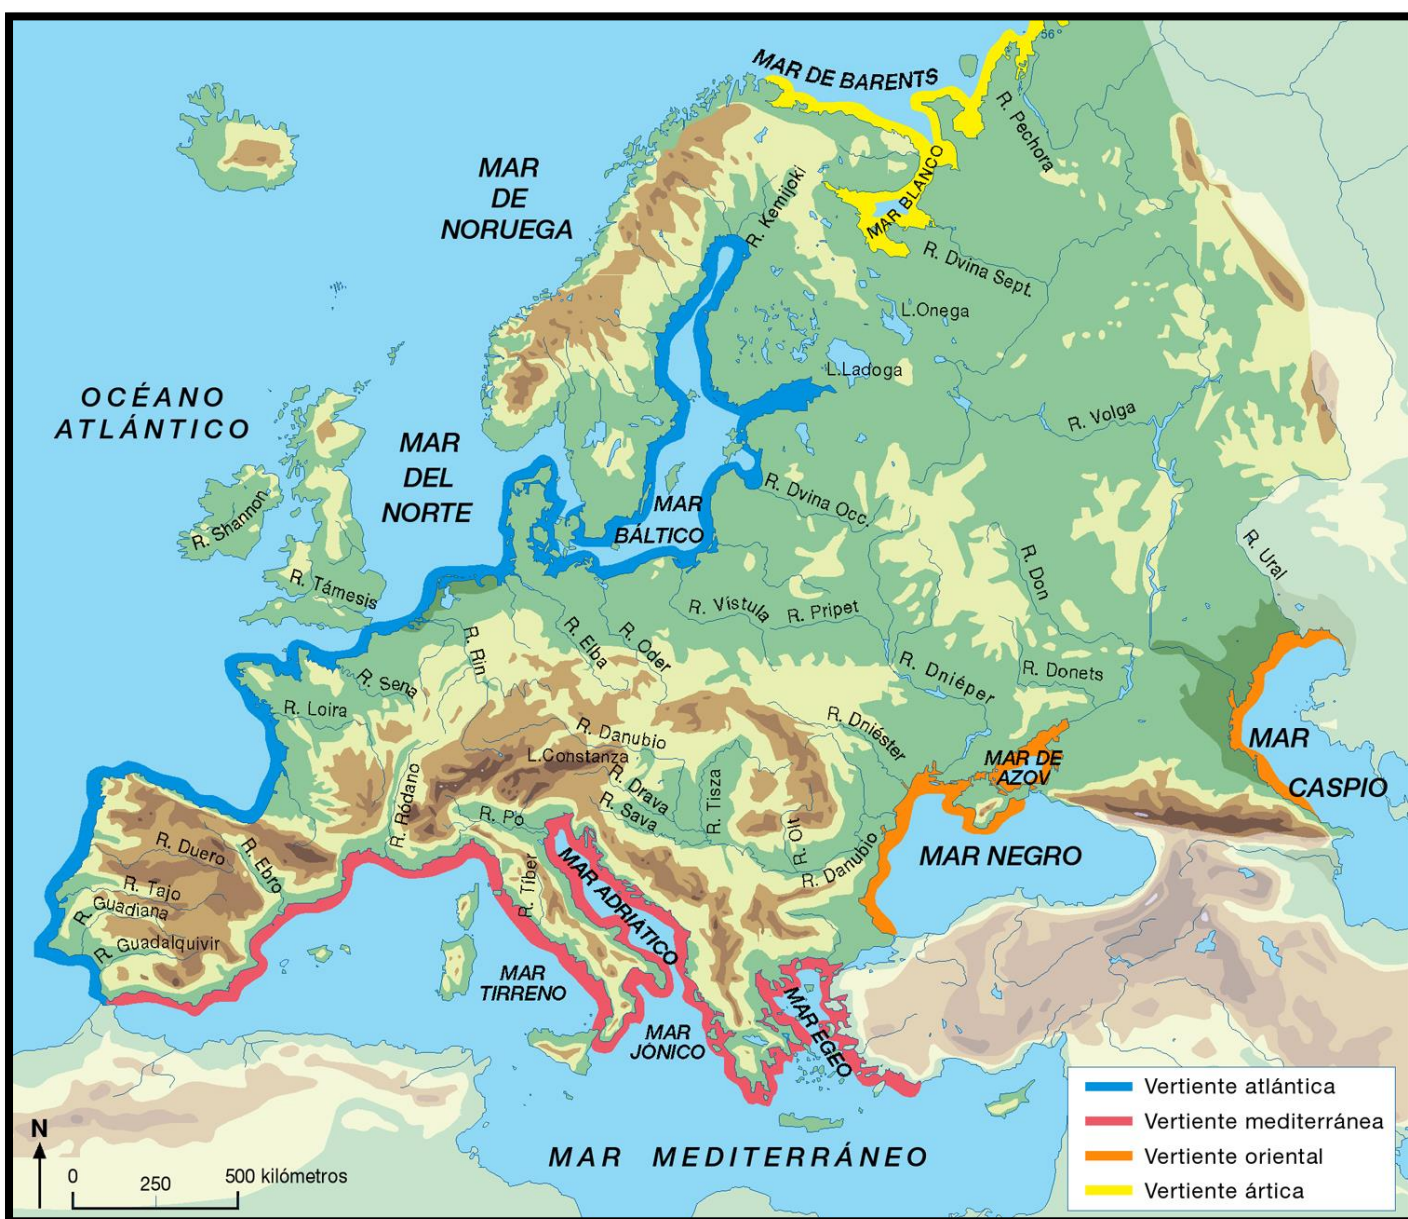 56°
MAR DE BARENTS
R. Pechora
MAR
DE
NORUEGA
MAR BLANCO
R. Kemijoki
R. Dvina Sept.
L.Onega
L.Ladoga
OCÉANO
ATLÁNTICO
R. Volga
MAR
DEL
NORTE
R. Shannon
MAR
BÁLTICO
R. Dvina Occ.
R. Ural
R. Don
R. Támesis
R. Vístula
R. Pripet
R. Rin
R. Elba
R. Oder
R. Sena
R. Loira
R. Dniéper
R. Donets
R. Danubio
R. Dniéster
L.Constanza
R. Drava
R. Sava
R. Tisza
MAR DE
AZOV
MAR
CASPIO
R. Ródano
R. Po
R. Olt
R. Duero
R. Ebro
R. Tajo
R. Guadiana
R. Guadalquivir
R. Tíber
MAR ADRIÁTICO
R. Danubio
MAR NEGRO
MAR
TIRRENO
MAR
JÓNICO
MAR EGEO
MAR MEDITERRÁNEO
N
0
250
500 kilómetros
Vertiente atlántica
Vertiente mediterránea
Vertiente oriental
Vertiente ártica